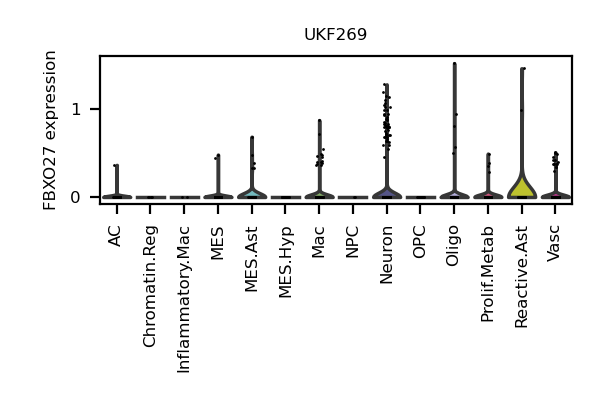 UKF269
FBXO27 expression
1
0
AC
Chromatin.Reg
Inflammatory.Mac
MES
MES.Ast
MES.Hyp
Mac
NPC
Neuron
OPC
Oligo
Prolif.Metab
Reactive.Ast
Vasc